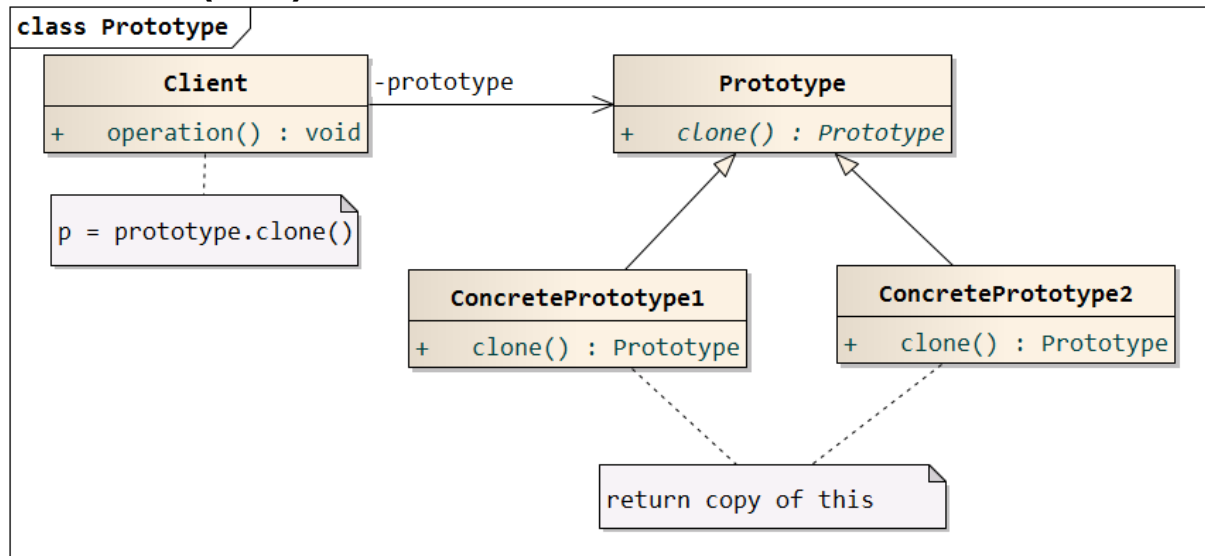 class Prototype
Client
+ operation() : void
-prototype
Prototype
+ clone() : Prototype
p = prototype.clone()
ConcretePrototype1
+ clone() : Prototype
ConcretePrototype2
+ clone() : Prototype
return copy of this